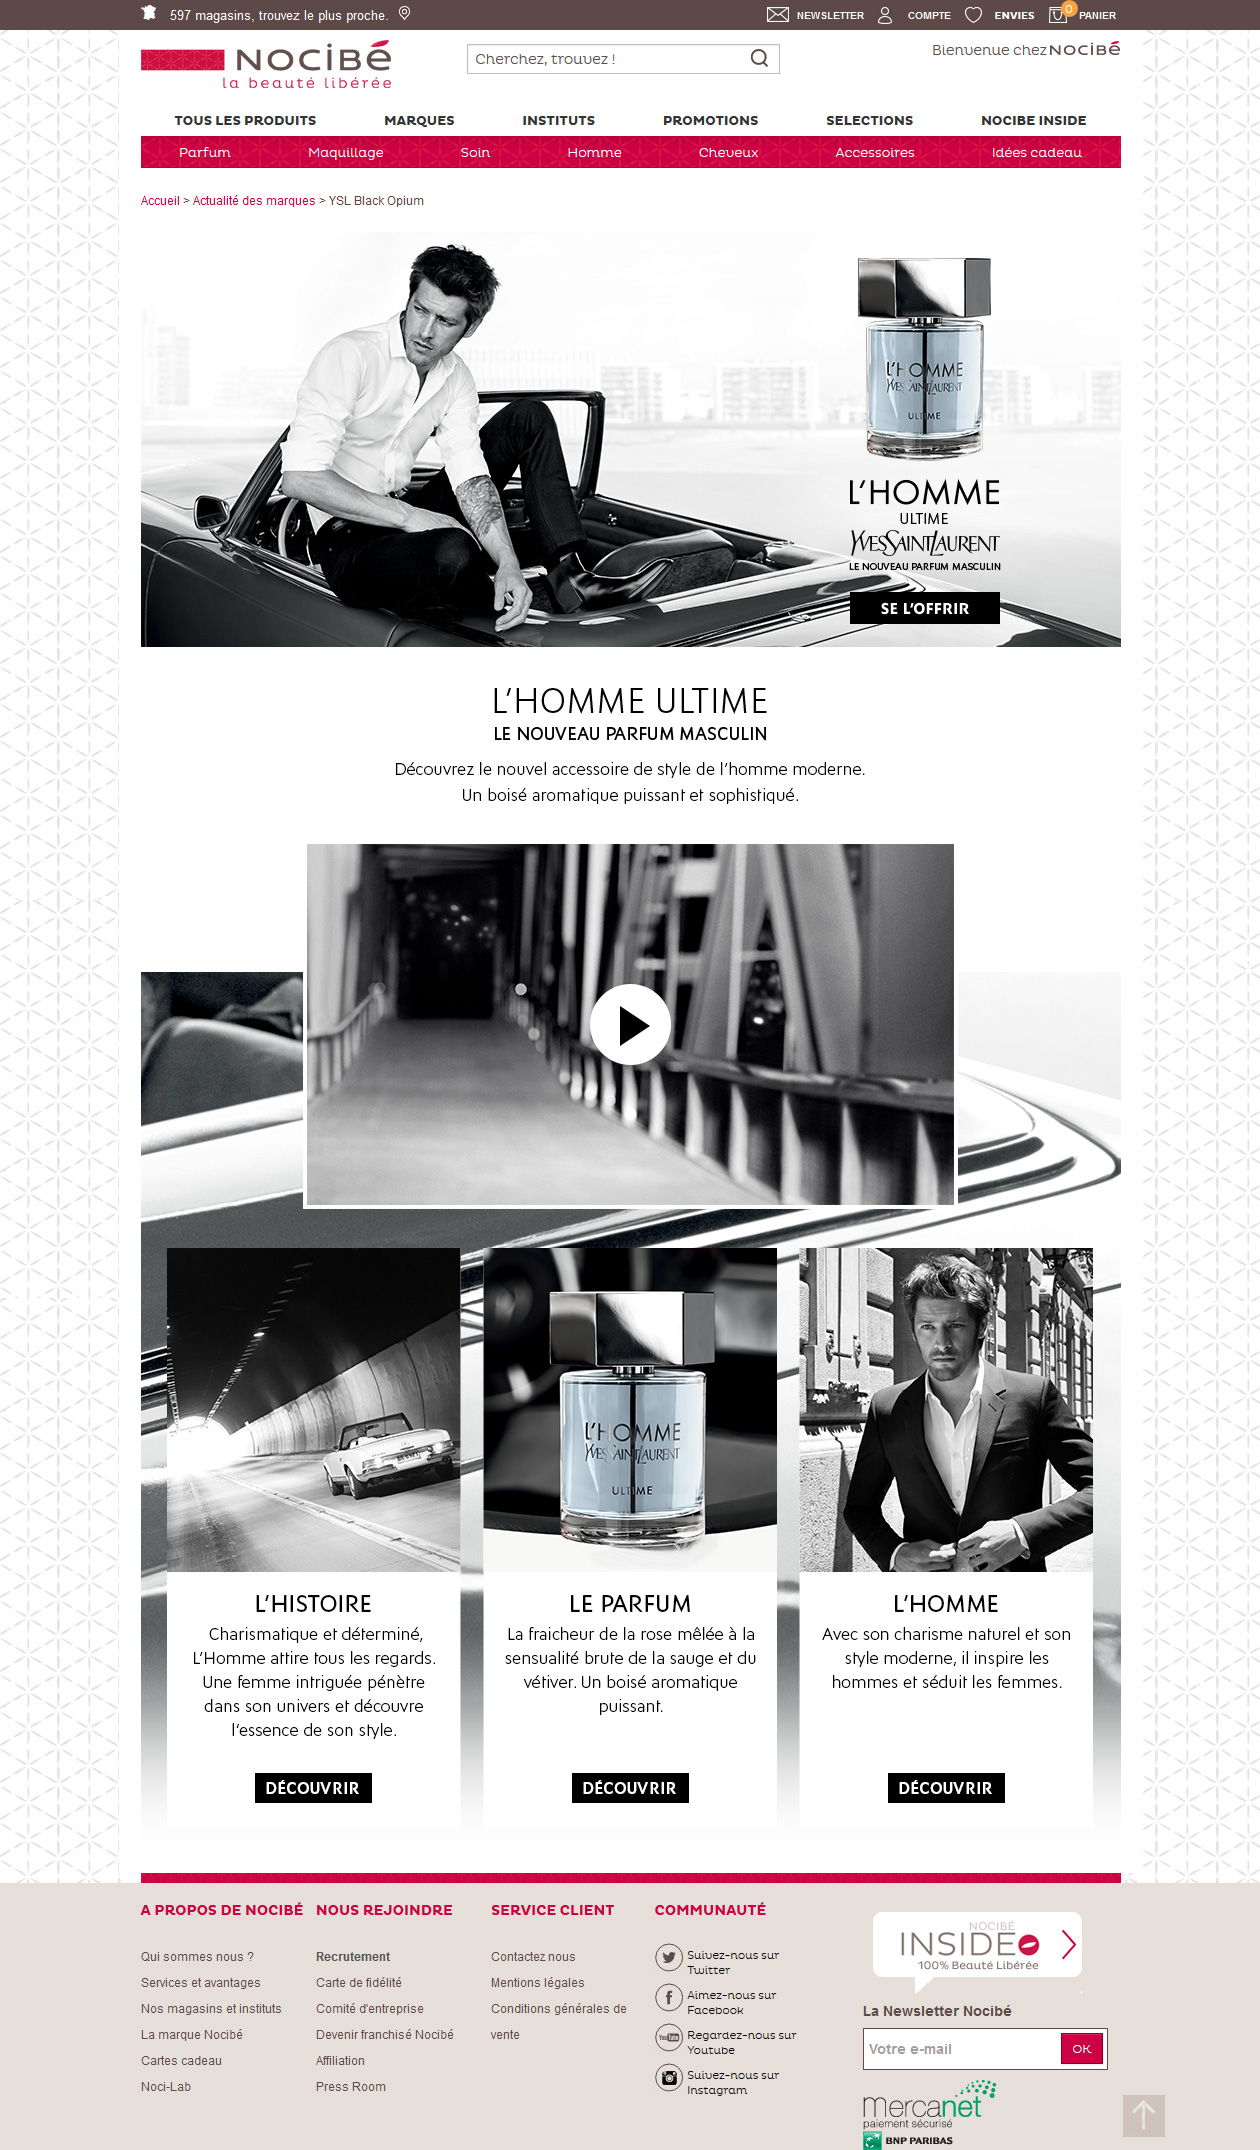 597 magasins, trouvez le plus proche.
NEWSLETTER
COMPTE
ENVIES
0
PANIER
NOCIBÉ
la beauté libérée
Cherchez, trouvez !
Bienvenue chez NOCIBÉ
TOUS LES PRODUITS
MARQUES
INSTITUTS
PROMOTIONS
SELECTIONS
NOCIBE INSIDE
Parfum
Maquillage
Soin
Homme
Cheveux
Accessoires
Idées cadeau
Accueil > Actualité des marques > YSL Black Opium
L'HOMME
YVESSAINTLAURENT
ULTIME
L'HOMME
ULTIME
YVESSAINTLAURENT
LE NOUVEAU PARFUM MASCULIN
SE L'OFFRIR
L'HOMME ULTIME
LE NOUVEAU PARFUM MASCULIN
Découvrez le nouvel accessoire de style de l'homme moderne.
Un boisé aromatique puissant et sophistiqué.
L'HOMME
YVESSAINTLAURENT
ULTIME
L'HISTOIRE
Charismatique et déterminé,
L'Homme attire tous les regards.
Une femme intriguée pénètre
dans son univers et découvre
l'essence de son style.
DÉCOUVRIR
LE PARFUM
La fraicheur de la rose mêlée à la
sensualité brute de la sauge et du
vétiver. Un boisé aromatique
puissant.
DÉCOUVRIR
L'HOMME
Avec son charisme naturel et son
style moderne, il inspire les
hommes et séduit les femmes.
DÉCOUVRIR
A PROPOS DE NOCIBÉ
Qui sommes nous ?
Services et avantages
Nos magasins et instituts
La marque Nocibé
Cartes cadeau
Noci-Lab
NOUS REJOINDRE
Recrutement
Carte de fidélité
Comité d'entreprise
Devenir franchisé Nocibé
Affiliation
Press Room
SERVICE CLIENT
Contactez nous
Mentions légales
Conditions générales de
vente
COMMUNAUTÉ
Suivez-nous sur
Twitter
Aimez-nous sur
Facebook
You Tube
Regardez-nous sur
Youtube
Suivez-nous sur
Instagram
NOCIBÉ
INSIDE
100% Beauté Libérée
La Newsletter Nocibé
Votre e-mail
OK
mercanet
paiement sécurisé
BNP PARIBAS